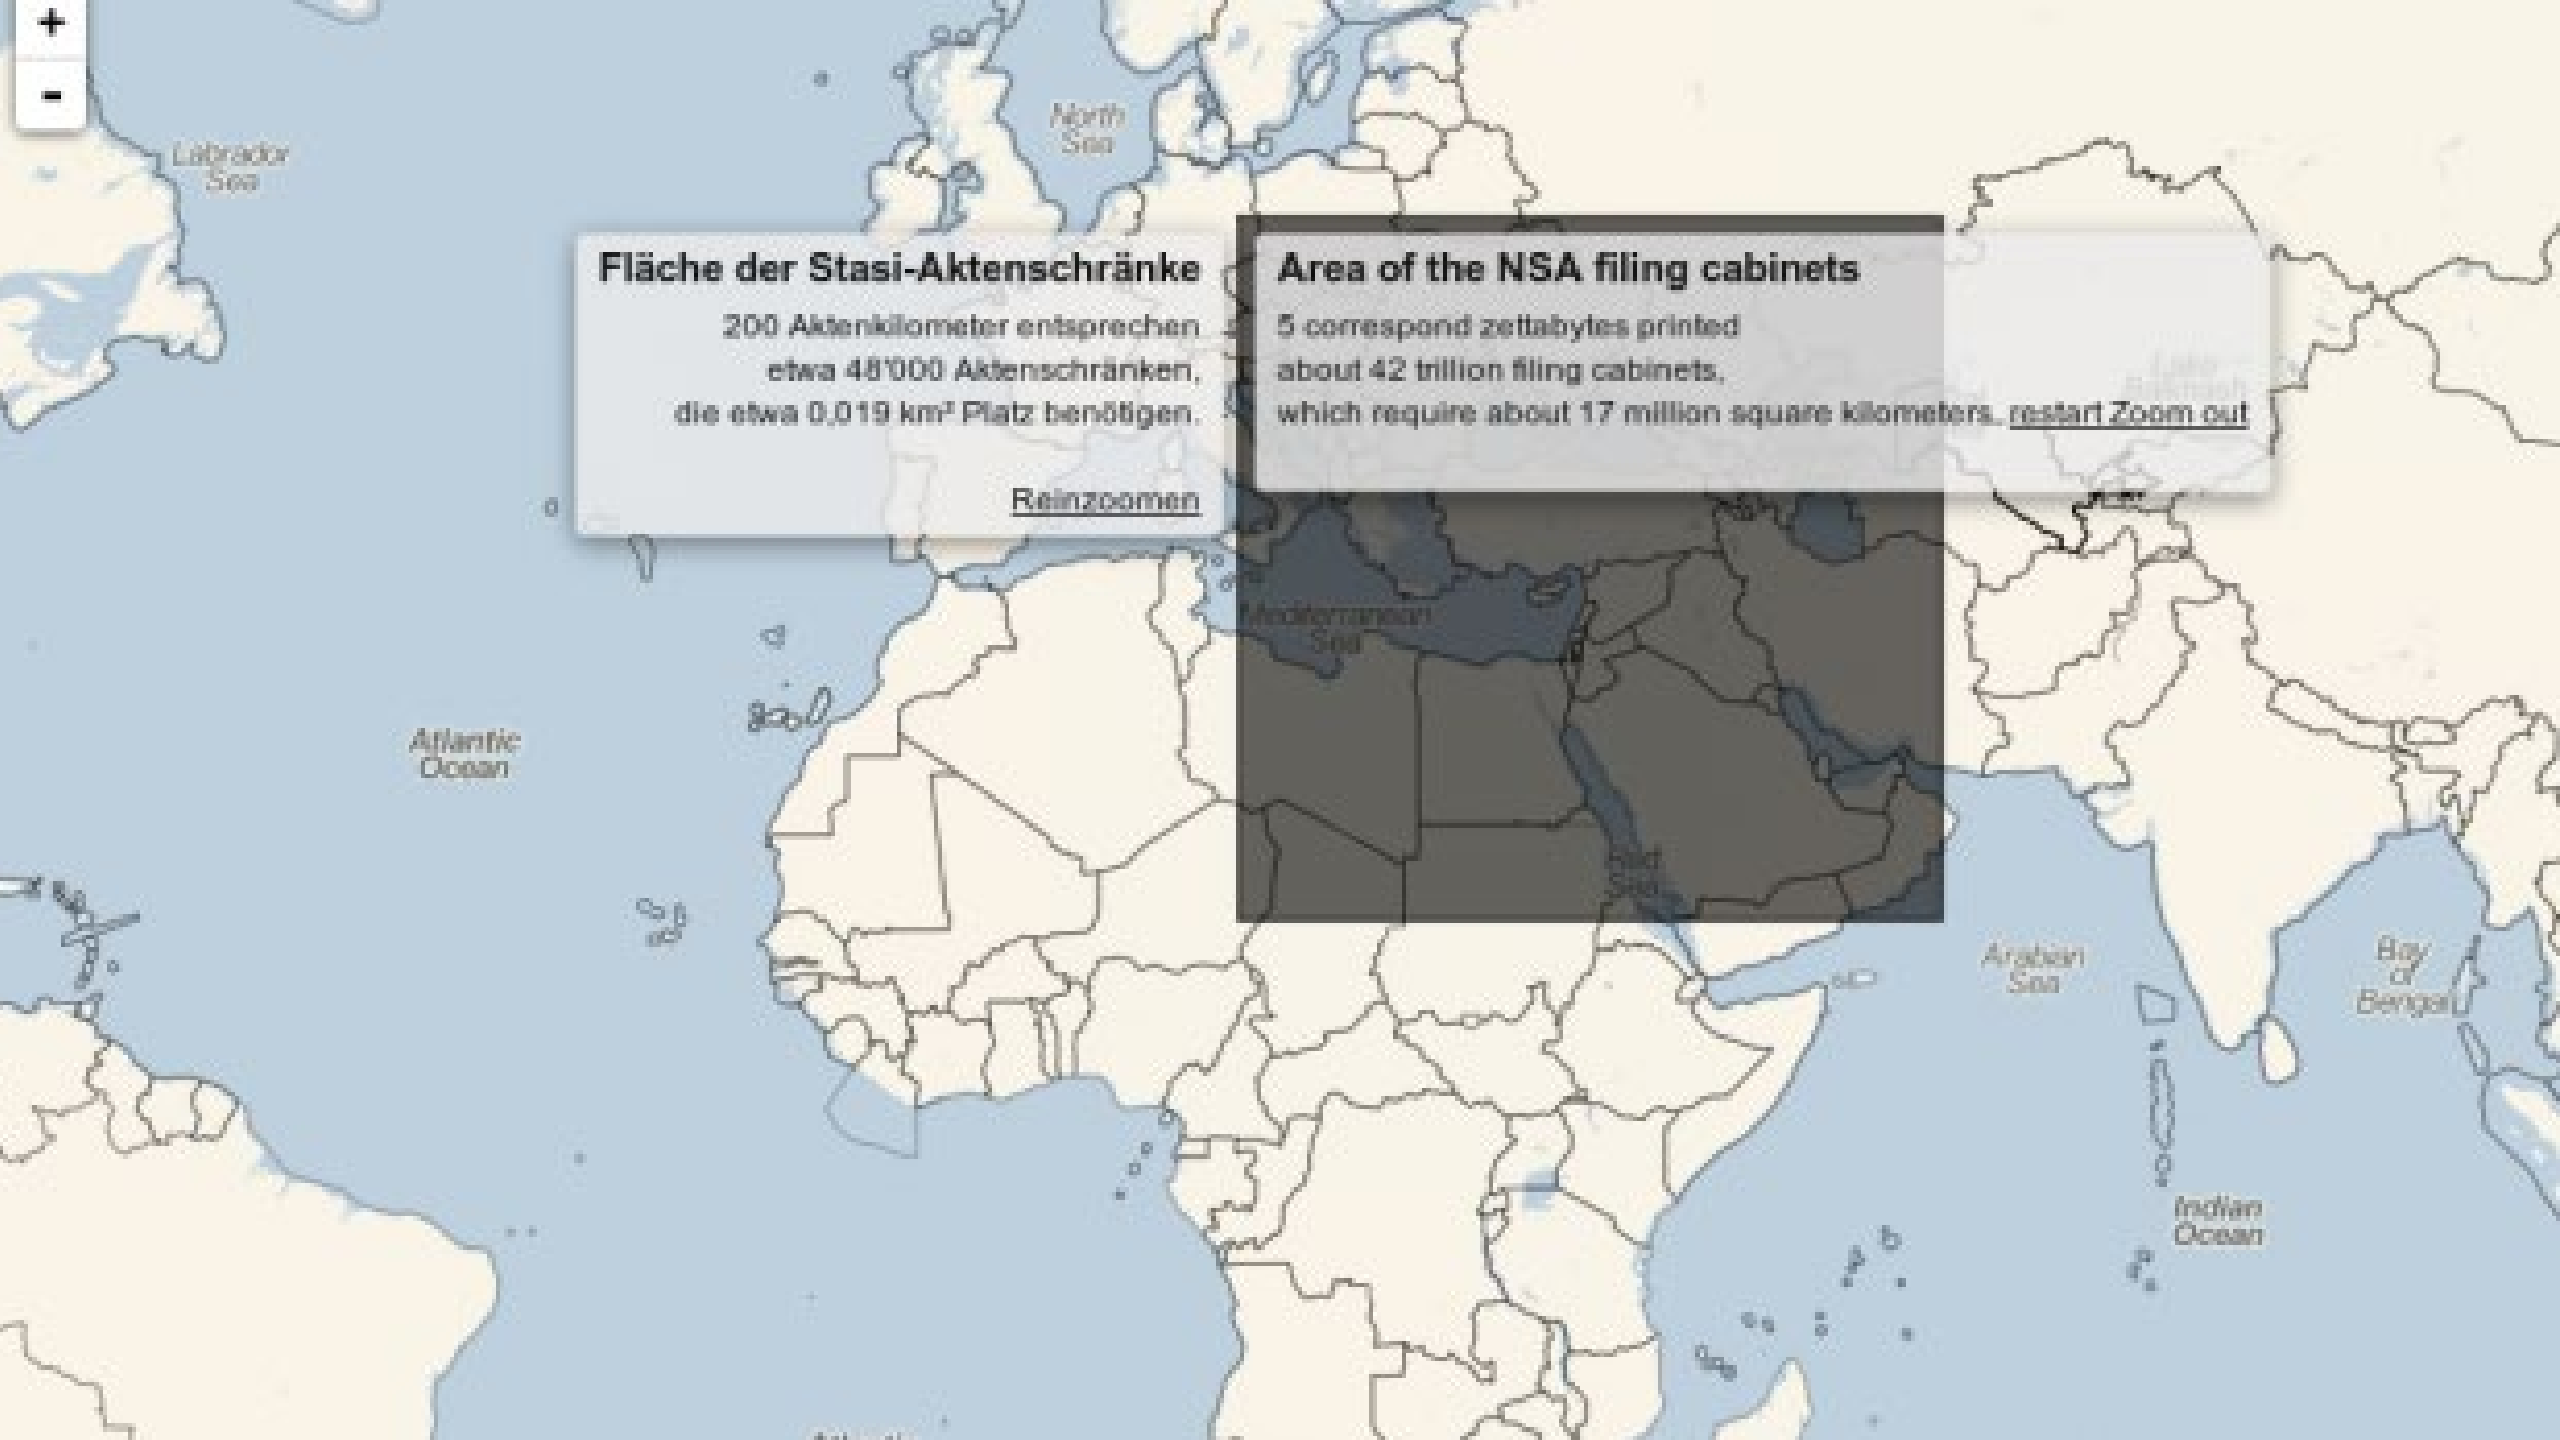 +
-
Labrador
Sea
North
Sea
Fläche der Stasi-Aktenschränke
200 Aktenkilometer entsprechen
etwa 48'000 Aktenschränken,
die etwa 0,019 km² Platz benötigen.
Reinzoomen
Area of the NSA filing cabinets
5 correspond zettabytes printed
about 42 trillion filing cabinets,
which require about 17 million square kilometers. restart Zoom out
Mediterranean
Sea
Atlantic
Ocean
Red
Sea
Arabian
Sea
Bay
of
Bengal
Indian
Ocean